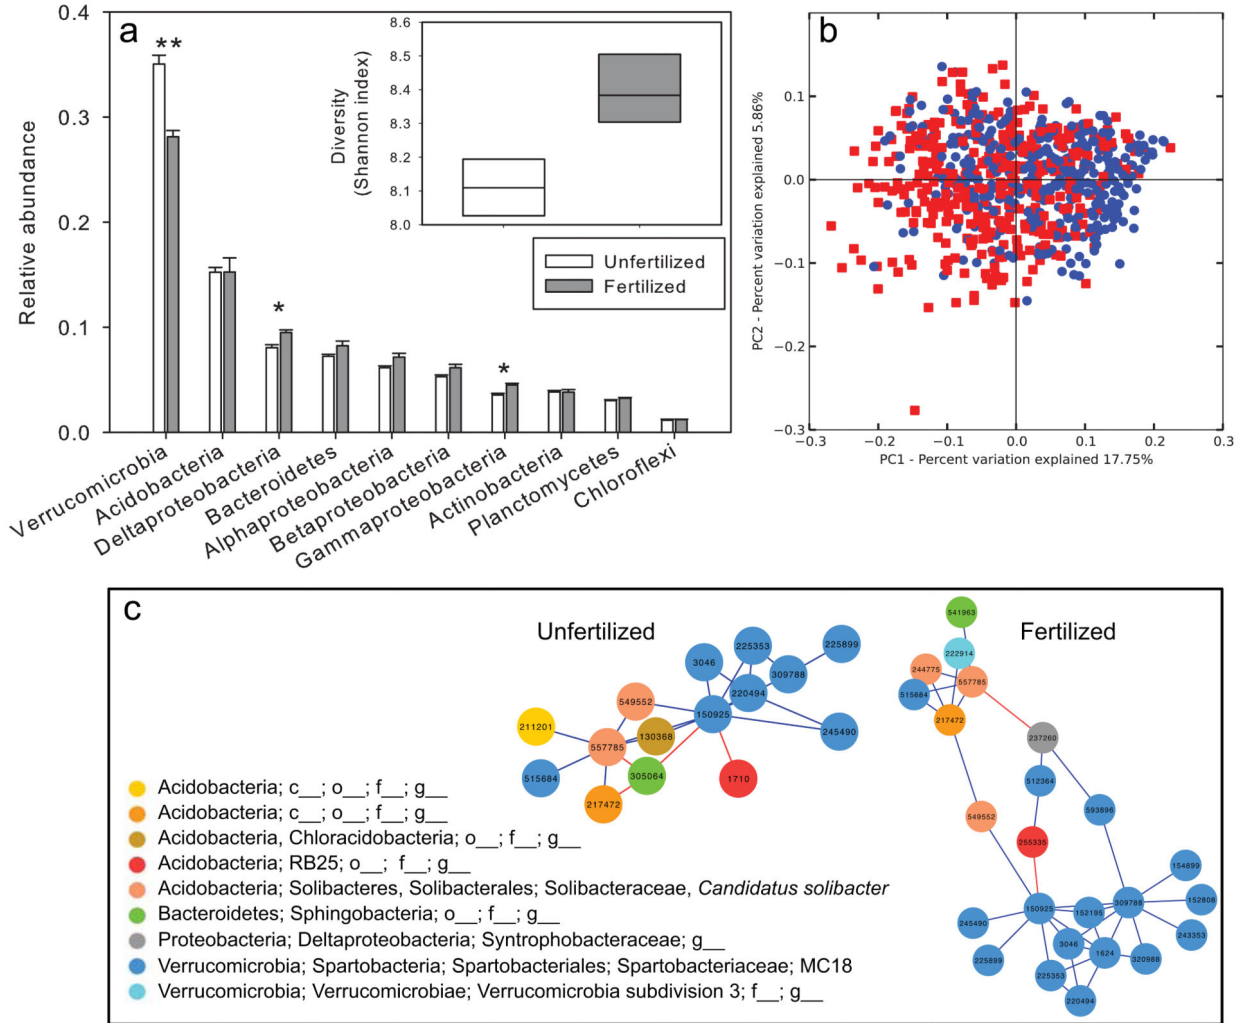 a
**
*
*
Relative abundance
0.4
0.3
0.2
0.1
0.0
Diversity
(Shannon index)
8.6
8.5
8.4
8.3
8.2
8.1
8.0
Unfertilized
Fertilized
Verrucomicrobia
Acidobacteria
Deltaproteobacteria
Bacteroidetes
Alphaproteobacteria
Betaproteobacteria
Gammaproteobacteria
Actinobacteria
Planctomycetes
Chloroflexi
b
PC2 - Percent variation explained 5.86%
0.1
0.0
−0.1
−0.2
−0.3
−0.3
−0.2
−0.1
0.0
0.1
0.2
0.3
PC1 - Percent variation explained 17.75%
c
Unfertilized
225353
225899
3046
309788
220494
549552
150925
211201
130368
245490
557785
515684
305064
1710
217472
Fertilized
541963
222914
244775
557785
515684
217472
237260
512364
549552
593896
255335
154899
309788
152808
150925
152195
245490
243353
3046
1624
320988
225899
225353
220494
Acidobacteria; c__; o__; f__; g__
Acidobacteria; c__; o__; f__; g__
Acidobacteria, Chloracidobacteria; o__; f__; g__
Acidobacteria; RB25; o__; f__; g__
Acidobacteria; Solibacteres, Solibacterales; Solibacteraceae, Candidatus solibacter
Bacteroidetes; Sphingobacteria; o__; f__; g__
Proteobacteria; Deltaproteobacteria; Syntrophobacteraceae; g__
Verrucomicrobia; Spartobacteria; Spartobacteriales; Spartobacteriaceae; MC18
Verrucomicrobia; Verrucomicrobiae; Verrucomicrobia subdivision 3; f__; g__